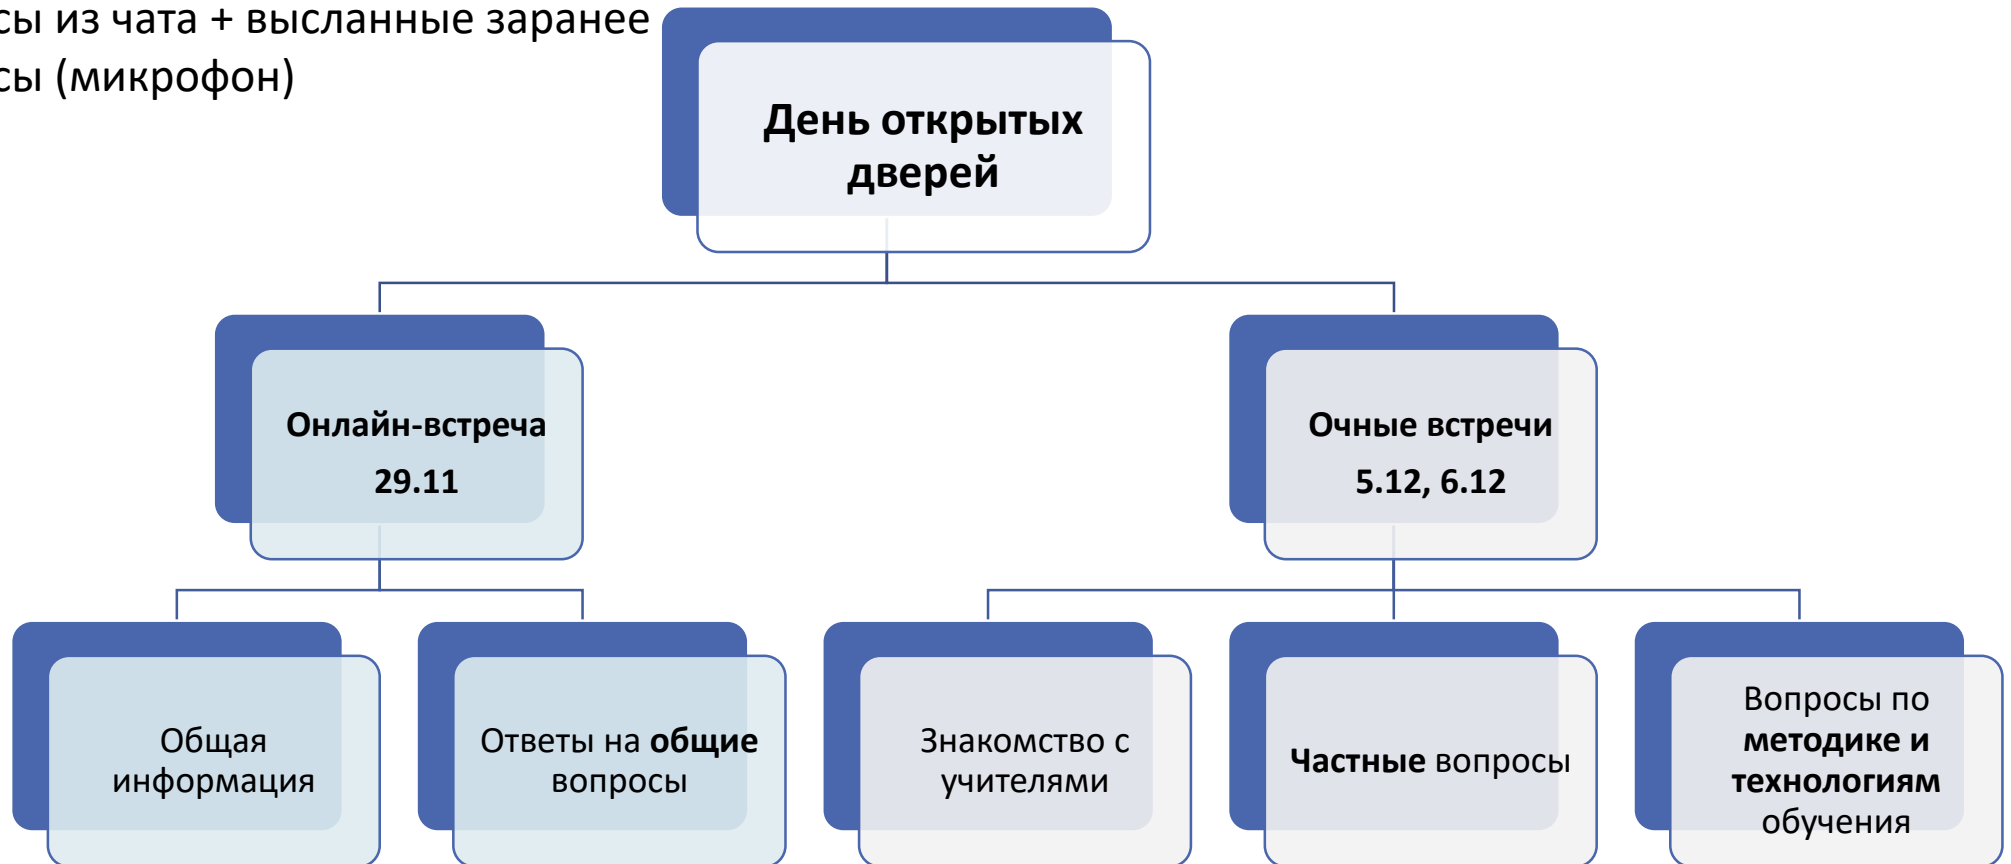 сы из чата + высланные заранее
сы (микрофон)
День открытых
дверей
Онлайн-встреча
29.11
Очные встречи
5.12, 6.12
Общая
информация
Ответы на общие
вопросы
Знакомство с
учителями
Частные вопросы
Вопросы по
методике и
технологиям
обучения